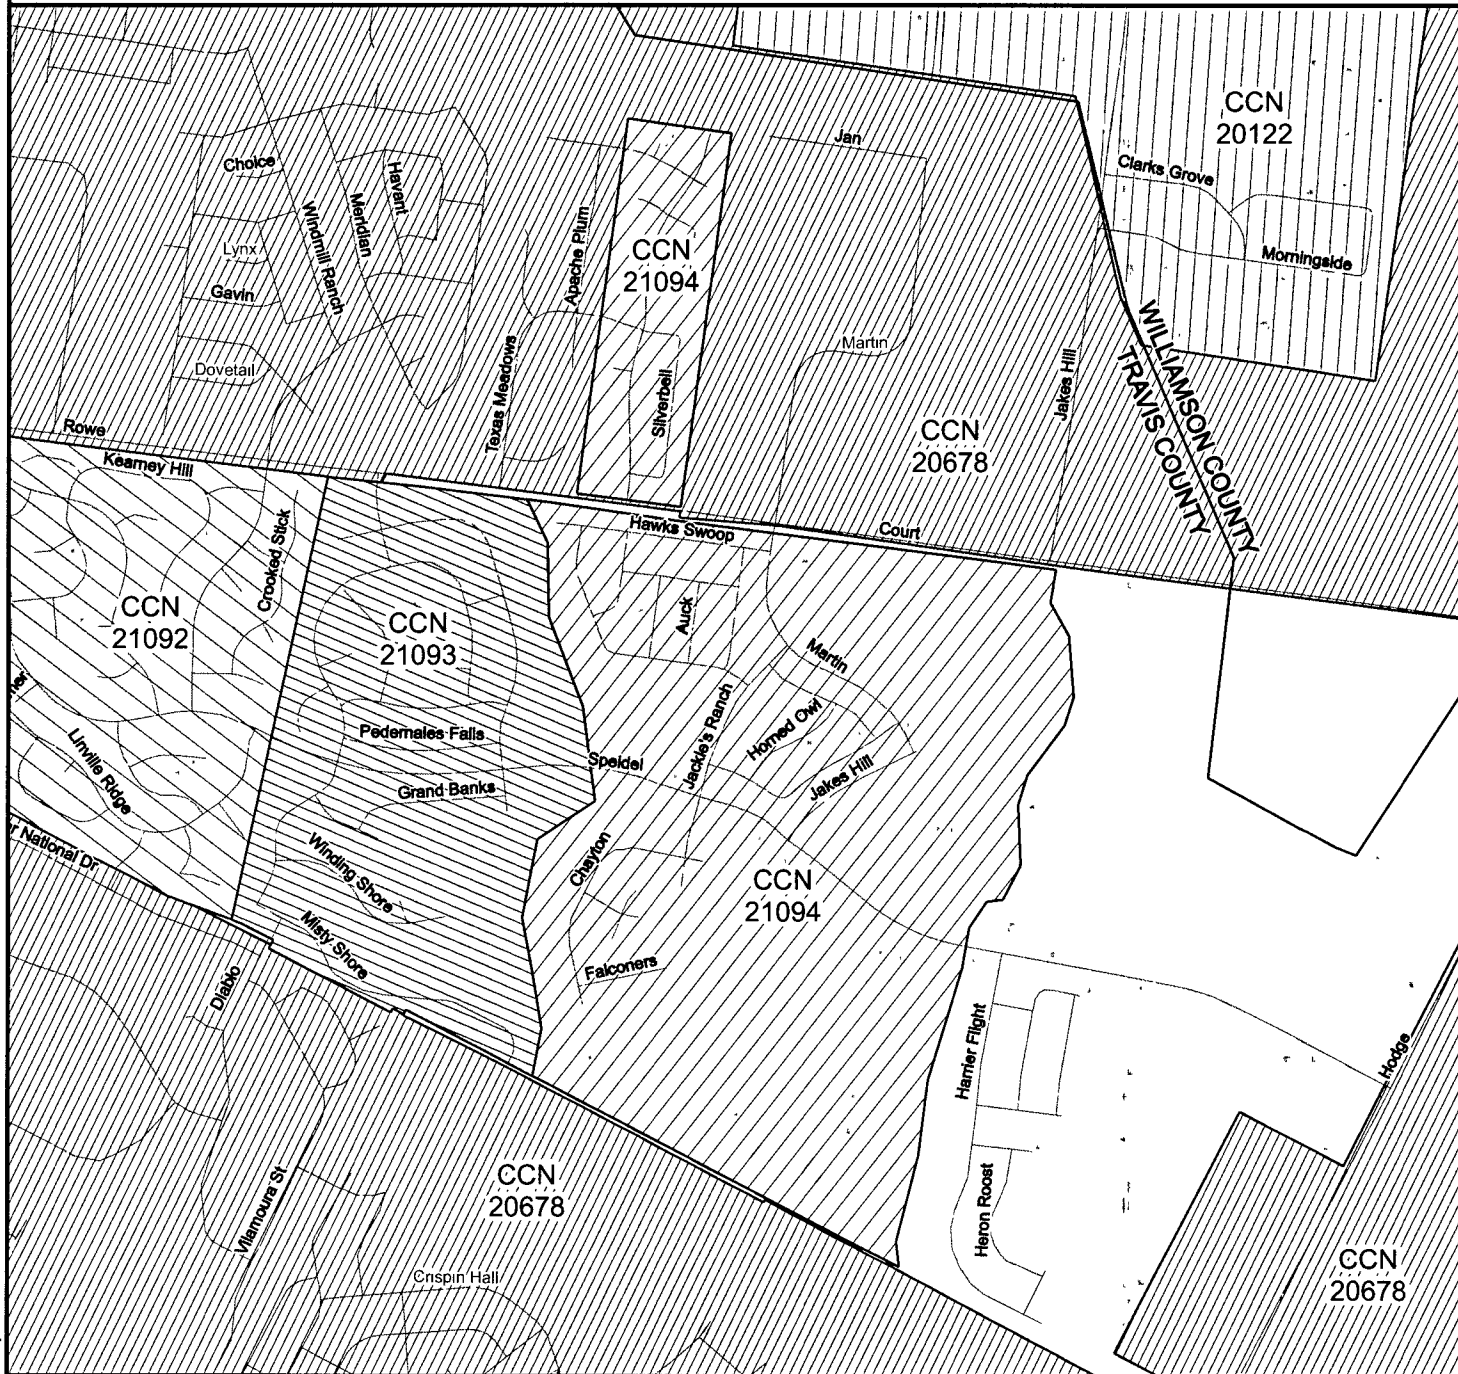 CCN
20122
Jan
Clarks Grove
Choice
Havant
Meridian
Windmill Ranch
Lynx
Gavin
Dovetail
Apache Plum
CCN
21094
Morningside
Texas Meadows
Silverbell
Martin
Jakes Hill
WILLIAMSON COUNTY
TRAVIS COUNTY
CCN
20678
Rowe
Kearney Hill
Crooked Stick
Hawks Swoop
Court
CCN
21092
CCN
21093
Auck
Martin
Pedernales Falls
Grand Banks
Speidel
Jackie's Ranch
Horned Owl
Jakes Hill
Linville Ridge
r National Dr
Winding Shore
Misty Shore
Chayton
CCN
21094
Falconers
Diablo
Harrier Flight
Hodge
Vilamoura St
CCN
20678
Heron Roost
Crispin Hall
CCN
20678